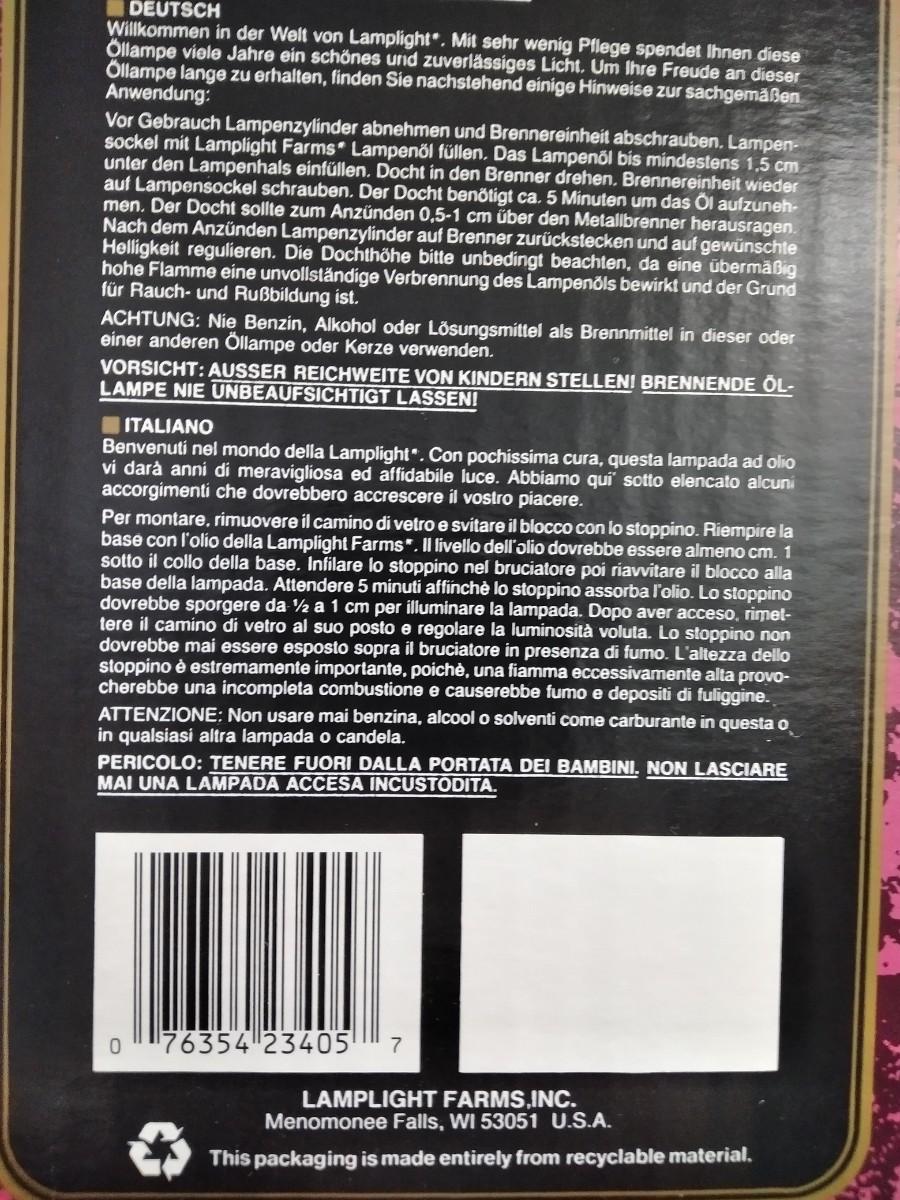 DEUTSCH
Willkommen in der Welt von Lamplight®. Mit sehr wenig Pflege spendet Ihnen diese
Öllampe viele Jahre ein schönes und zuverlässiges Licht. Um Ihre Freude an dieser
Öllampe lange zu erhalten, finden Sie nachstehend einige Hinweise zur sachgemäßen
Anwendung:
Vor Gebrauch Lampenzylinder abnehmen und Brennereinheit abschrauben. Lampen-
sockel mit Lamplight Farms® Lampenöl füllen. Das Lampenöl bis mindestens 1,5 cm
unter den Lampenhals einfüllen. Docht in den Brenner drehen. Brennereinheit wieder
auf Lampensockel schrauben. Der Docht benötigt ca. 5 Minuten um das Öl aufzuneh-
men. Der Docht sollte zum Anzünden 0,5-1 cm über den Metallbrenner herausragen.
Nach dem Anzünden Lampenzylinder auf Brenner zurückstecken und auf gewünschte
Helligkeit regulieren. Die Dochthöhe bitte unbedingt beachten, da eine übermäßig
hohe Flamme eine unvollständige Verbrennung des Lampenöls bewirkt und der Grund
für Rauch- und Rußbildung ist.
ACHTUNG: Nie Benzin, Alkohol oder Lösungsmittel als Brennmittel in dieser oder
einer anderen Öllampe oder Kerze verwenden.
VORSICHT: AUSSER REICHWEITE VON KINDERN STELLEN! BRENNENDE ÖL-
LAMPE NIE UNBEAUFSICHTIGT LASSEN!
ITALIANO
Benvenuti nel mondo della Lamplight®. Con pochissima cura, questa lampada ad olio
vi darà anni di meravigliosa ed affidabile luce. Abbiamo qui' sotto elencato alcuni
accorgimenti che dovrebbero accrescere il vostro piacere.
Per montare, rimuovere il camino di vetro e svitare il blocco con lo stoppino. Riempire la
base con l'olio della Lamplight Farms®. Il livello dell'olio dovrebbe essere almeno cm. 1
sotto il collo della base. Infilare lo stoppino nel bruciatore poi riavvitare il blocco alla
base della lampada. Attendere 5 minuti affinchè lo stoppino assorba l'olio. Lo stoppino
dovrebbe sporgere da ½ a 1 cm per illuminare la lampada. Dopo aver acceso, rimet-
tere il camino di vetro al suo posto e regolare la luminosità voluta. Lo stoppino non
dovrebbe mai essere esposto sopra il bruciatore in presenza di fumo. L'altezza dello
stoppino è estremamente importante, poichè, una fiamma eccessivamente alta provo-
cherebbe una incompleta combustione e causerebbe fumo e depositi di fuliggine.
ATTENZIONE: Non usare mai benzina, alcool o solventi come carburante in questa o
in qualsiasi altra lampada o candela.
PERICOLO: TENERE FUORI DALLA PORTATA DEI BAMBINI. NON LASCIARE
MAI UNA LAMPADA ACCESA INCUSTODITA.
0 76354 23405 7
LAMPLIGHT FARMS,INC.
Menomonee Falls, WI 53051 U.S.A.
This packaging is made entirely from recyclable material.